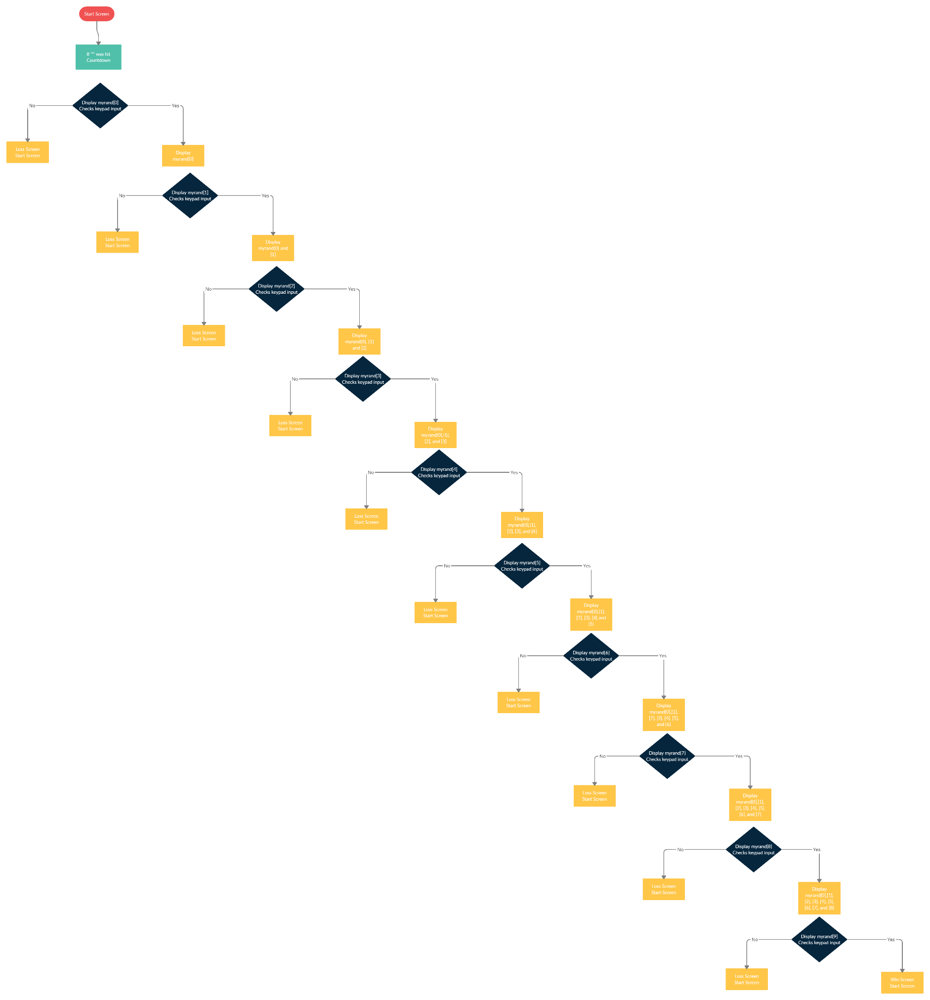 Start Screen
If '*' was hit
Countdown
Display myrand[0]
Checks keypad input
No
Yes
Loss Screen
Start Screen
Display
myrand[0]
Display myrand[1]
Checks keypad input
No
Yes
Loss Screen
Start Screen
Display
myrand[0] and
[1]
Display myrand[2]
Checks keypad input
No
Yes
Loss Screen
Start Screen
Display
myrand[0], [1]
and [2]
Display myrand[3]
Checks keypad input
No
Yes
Loss Screen
Start Screen
Display
myrand[0],[1],
[2], and [3]
Display myrand[4]
Checks keypad input
No
Yes
Loss Screen
Start Screen
Display
myrand[0],[1],
[2], [3], and [4]
Display myrand[5]
Checks keypad input
No
Yes
Loss Screen
Start Screen
Display
myrand[0],[1],
[2], [3], [4] and
[5]
Display myrand[6]
Checks keypad input
No
Yes
Loss Screen
Start Screen
Display
myrand[0],[1],
[2], [3], [4], [5],
and [6]
Display myrand[7]
Checks keypad input
No
Yes
Loss Screen
Start Screen
Display
myrand[0],[1],
[2], [3], [4], [5],
[6], and [7]
Display myrand[8]
Checks keypad input
No
Yes
Loss Screen
Start Screen
Display
myrand[0],[1],
[2], [3], [4], [5],
[6], [7], and [8]
Display myrand[9]
Checks keypad input
No
Yes
Loss Screen
Start Screen
Win Screen
Start Screen